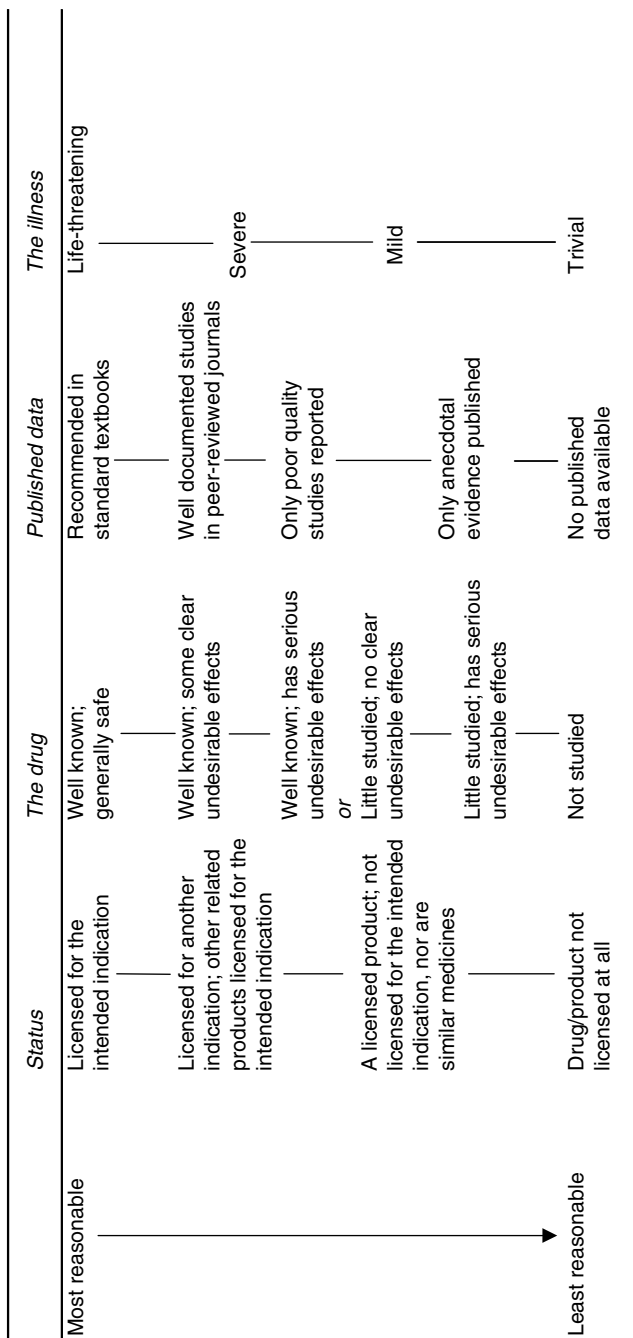 Status
The drug
Published data
The illness
Most reasonable
Least reasonable
Licensed for the
intended indication
Licensed for another
indication; other related
products licensed for the
intended indication
A licensed product; not
licensed for the intended
indication, nor are
similar medicines
Drug/product not
licensed at all
Well known;
generally safe
Well known; some clear
undesirable effects
Well known; has serious
undesirable effects
or
Little studied; no clear
undesirable effects
Little studied; has serious
undesirable effects
Not studied
Recommended in
standard textbooks
Well documented studies
in peer-reviewed journals
Only poor quality
studies reported
Only anecdotal
evidence published
No published
data available
Life-threatening
Severe
Mild
Trivial